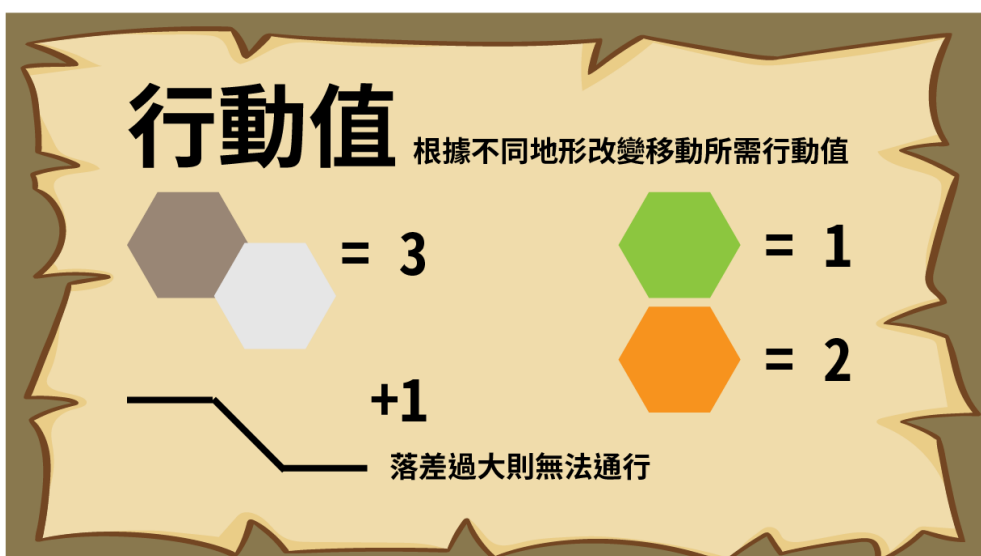 行動值 根據不同地形改變移動所需行動值
= 3
= 1
= 2
+1
落差過大則無法通行